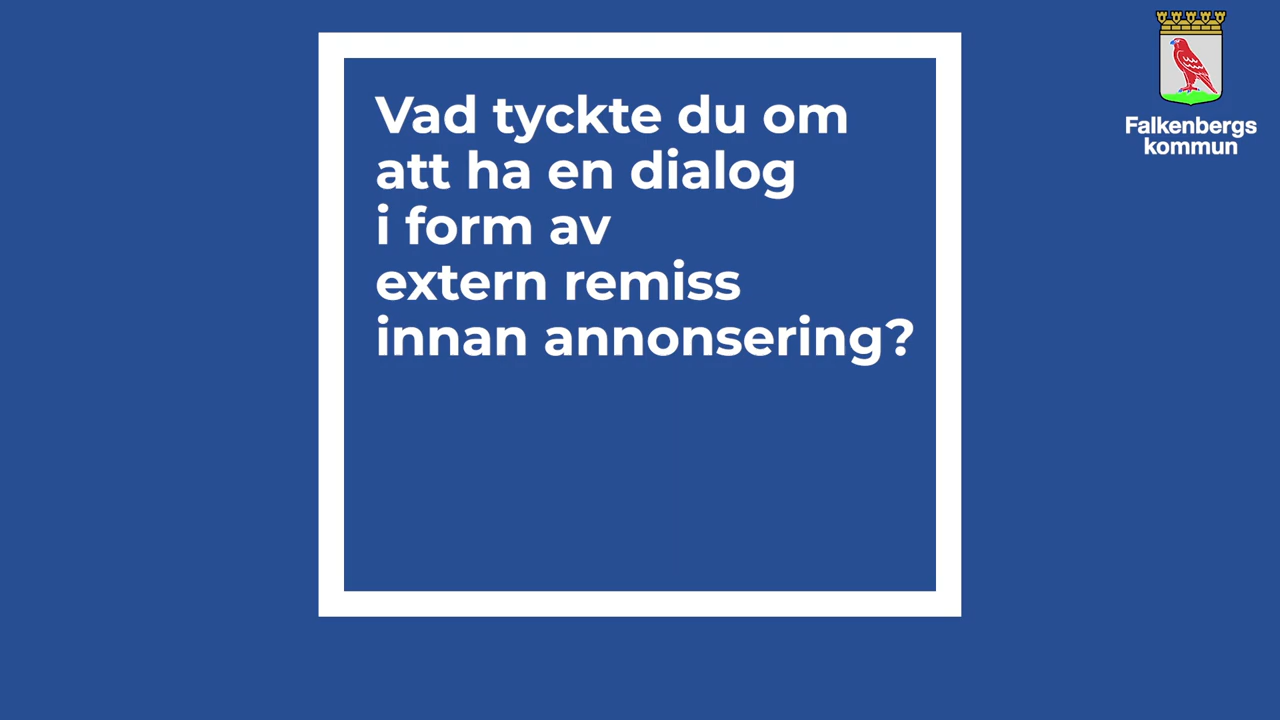 Vad tyckte du om
att ha en dialog
i form av
extern remiss
innan annonsering?
Falkenbergs
kommun